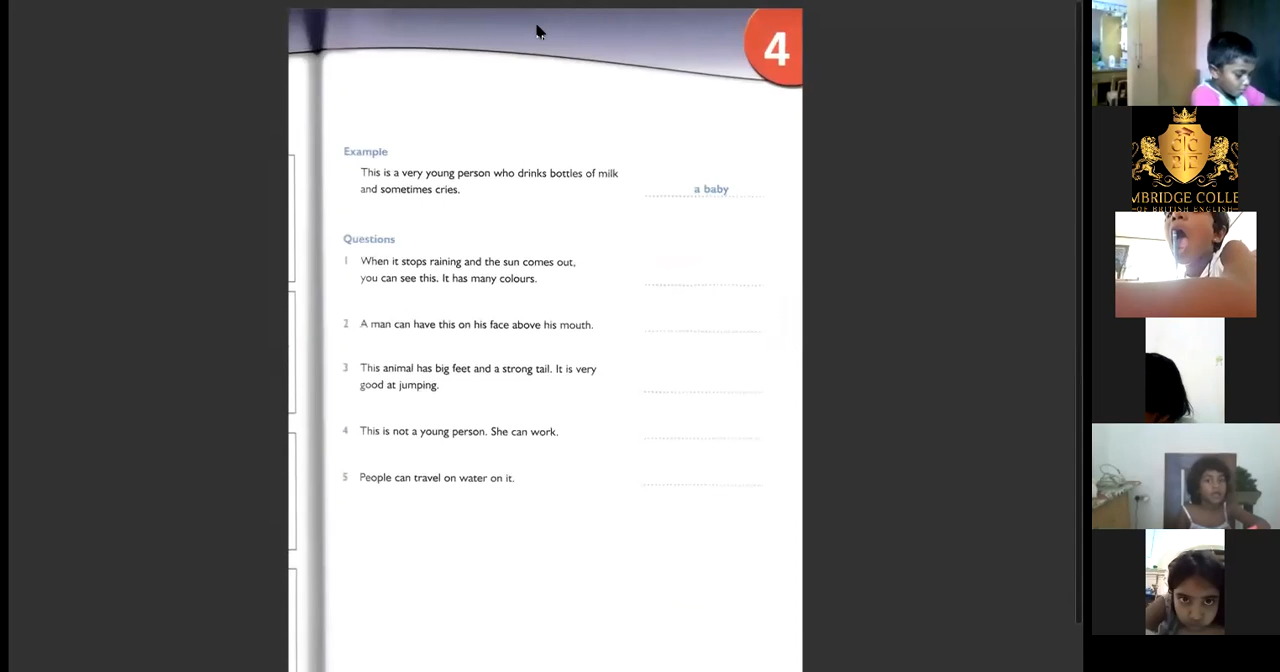 4
Example
This is a very young person who drinks bottles of milk
and sometimes cries.
a baby
Questions
1 When it stops raining and the sun comes out,
you can see this. It has many colours.
2 A man can have this on his face above his mouth.
3 This animal has big feet and a strong tail. It is very
good at jumping.
4 This is not a young person. She can work.
5 People can travel on water on it.
CC
MBRIDGE COLLE
OF BRITISH ENGLISH